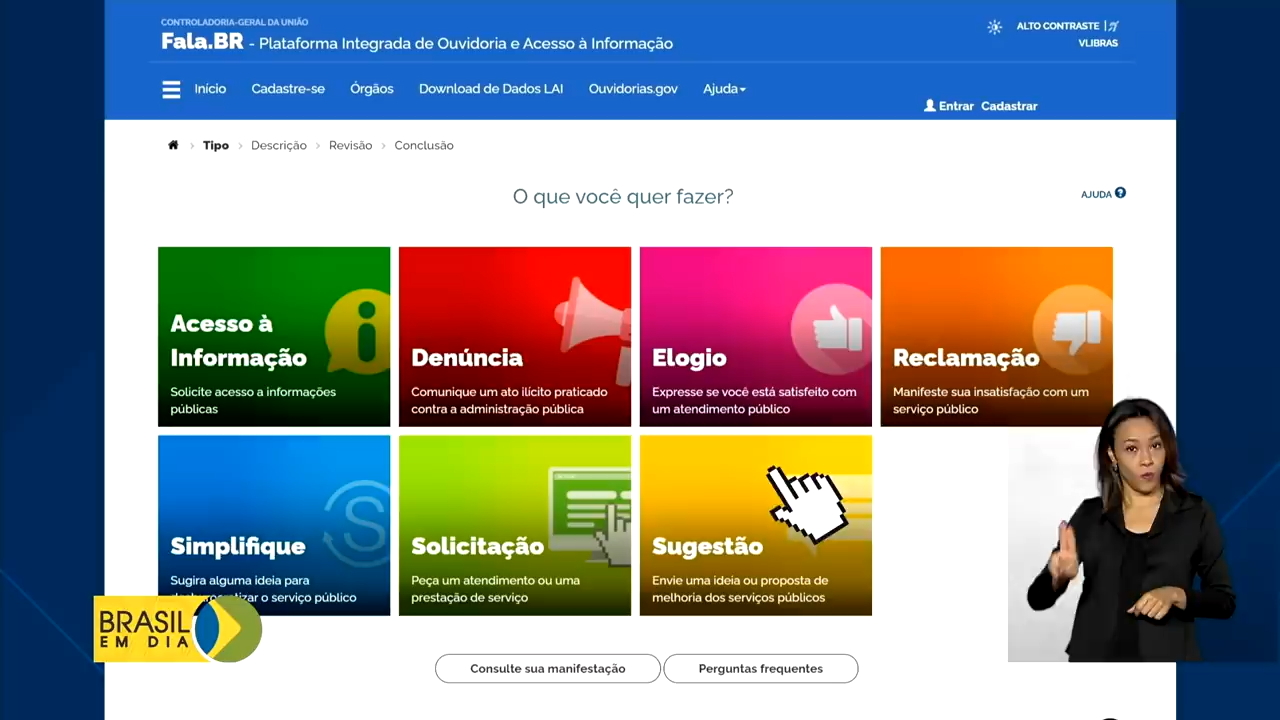 CONTROLADORIA-GERAL DA UNIÃO
Fala.BR - Plataforma Integrada de Ouvidoria e Acesso à Informação
ALTO CONTRASTE
VLIBRAS
Início
Cadastre-se
Órgãos
Download de Dados LAI
Ouvidorias.gov
Ajuda
Entrar Cadastrar
Tipo > Descrição > Revisão > Conclusão
O que você quer fazer?
AJUDA
Acesso à
Informação
Solicite acesso a informações
públicas
Denúncia
Comunique um ato ilícito praticado
contra a administração pública
Elogio
Expresse se você está satisfeito com
um atendimento público
Reclamação
Manifeste sua insatisfação com um
serviço público
Simplifique
Sugira alguma ideia para
o serviço público
Solicitação
Peça um atendimento ou uma
prestação de serviço
Sugestão
Envie uma ideia ou proposta de
melhoria dos serviços públicos
BRASIL
EM DIA
Consulte sua manifestação
Perguntas frequentes